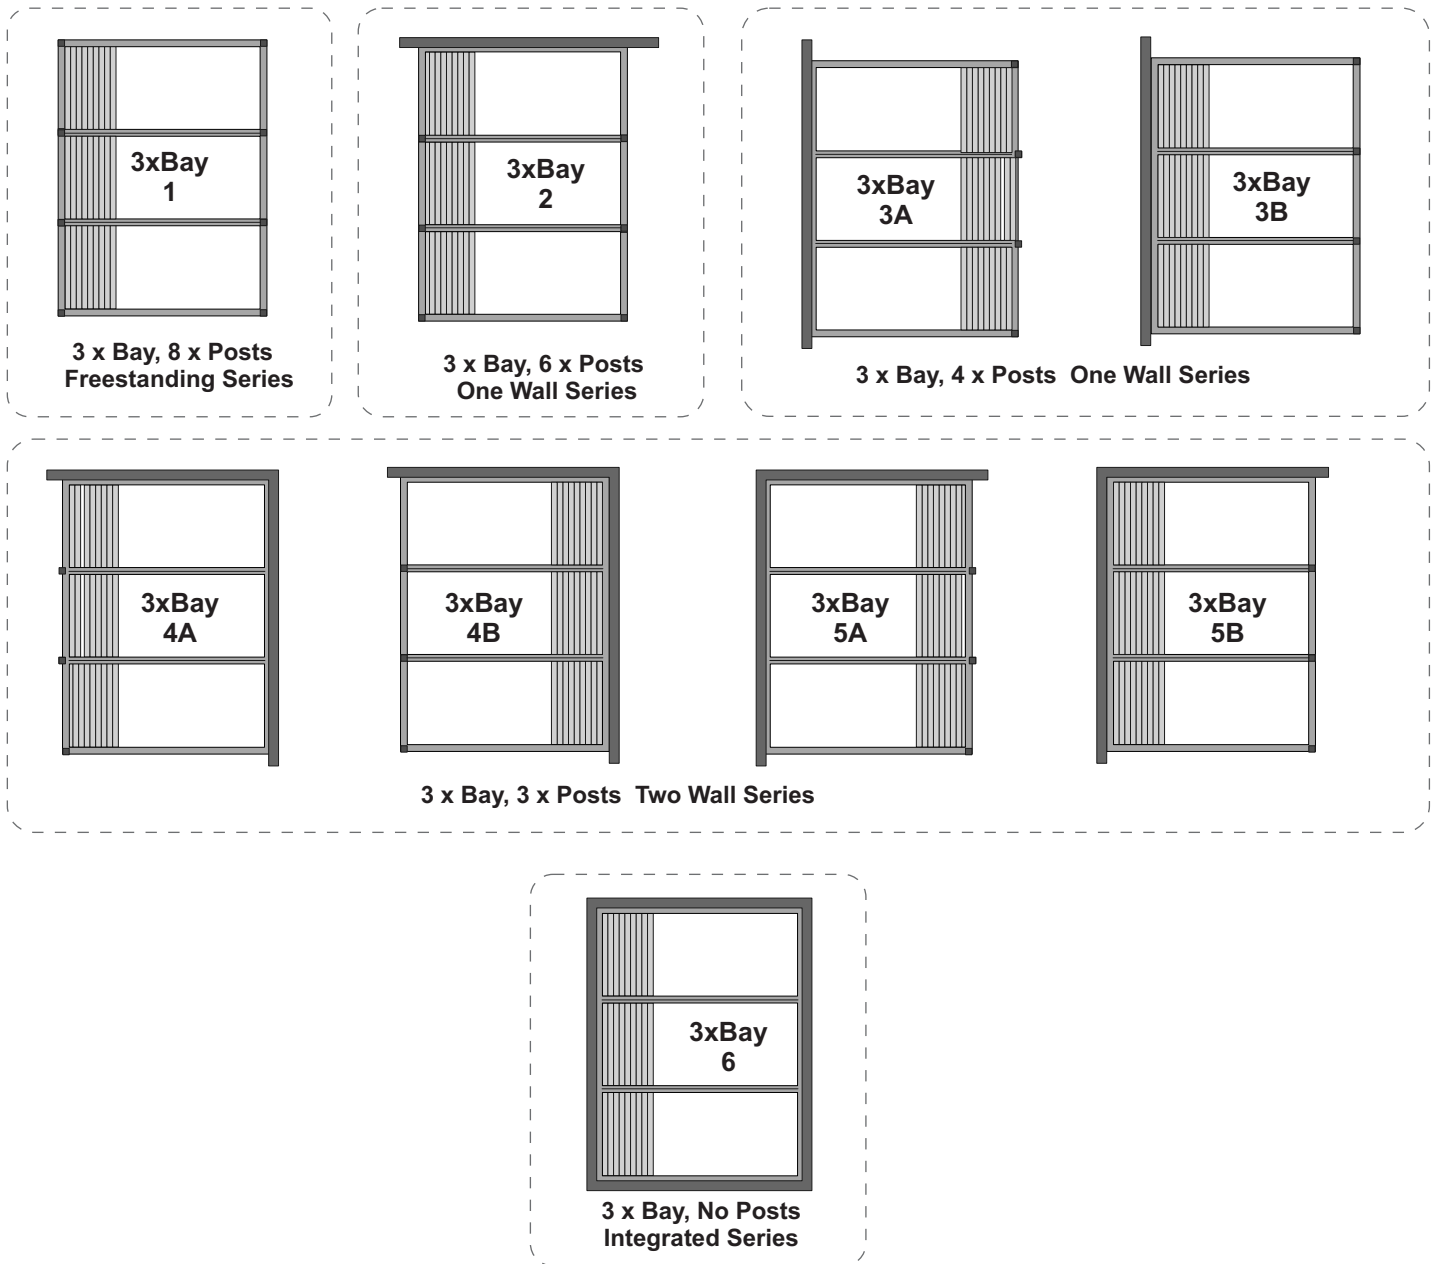 3xBay
1
3 x Bay, 8 x Posts
Freestanding Series
3xBay
2
3 x Bay, 6 x Posts
One Wall Series
3xBay
3A
3xBay
3B
3 x Bay, 4 x Posts  One Wall Series
3xBay
4A
3xBay
4B
3xBay
5A
3xBay
5B
3 x Bay, 3 x Posts  Two Wall Series
3xBay
6
3 x Bay, No Posts
Integrated Series